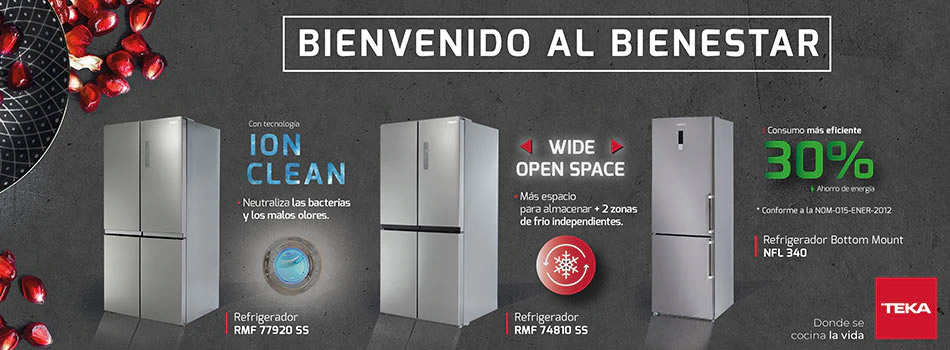 BIENVENIDO AL BIENESTAR
Con tecnología
ION
CLEAN
Neutraliza las bacterias
y los malos olores.
Refrigerador
RMF 77920 SS
WIDE
OPEN SPACE
Más espacio
para almacenar + 2 zonas
de frío independientes.
Refrigerador
RMF 74810 SS
Consumo más eficiente
30%
Ahorro de energía
* Conforme a la NOM-015-ENER-2012
Refrigerador Bottom Mount
NFL 340
TEKA
Donde se
cocina la vida